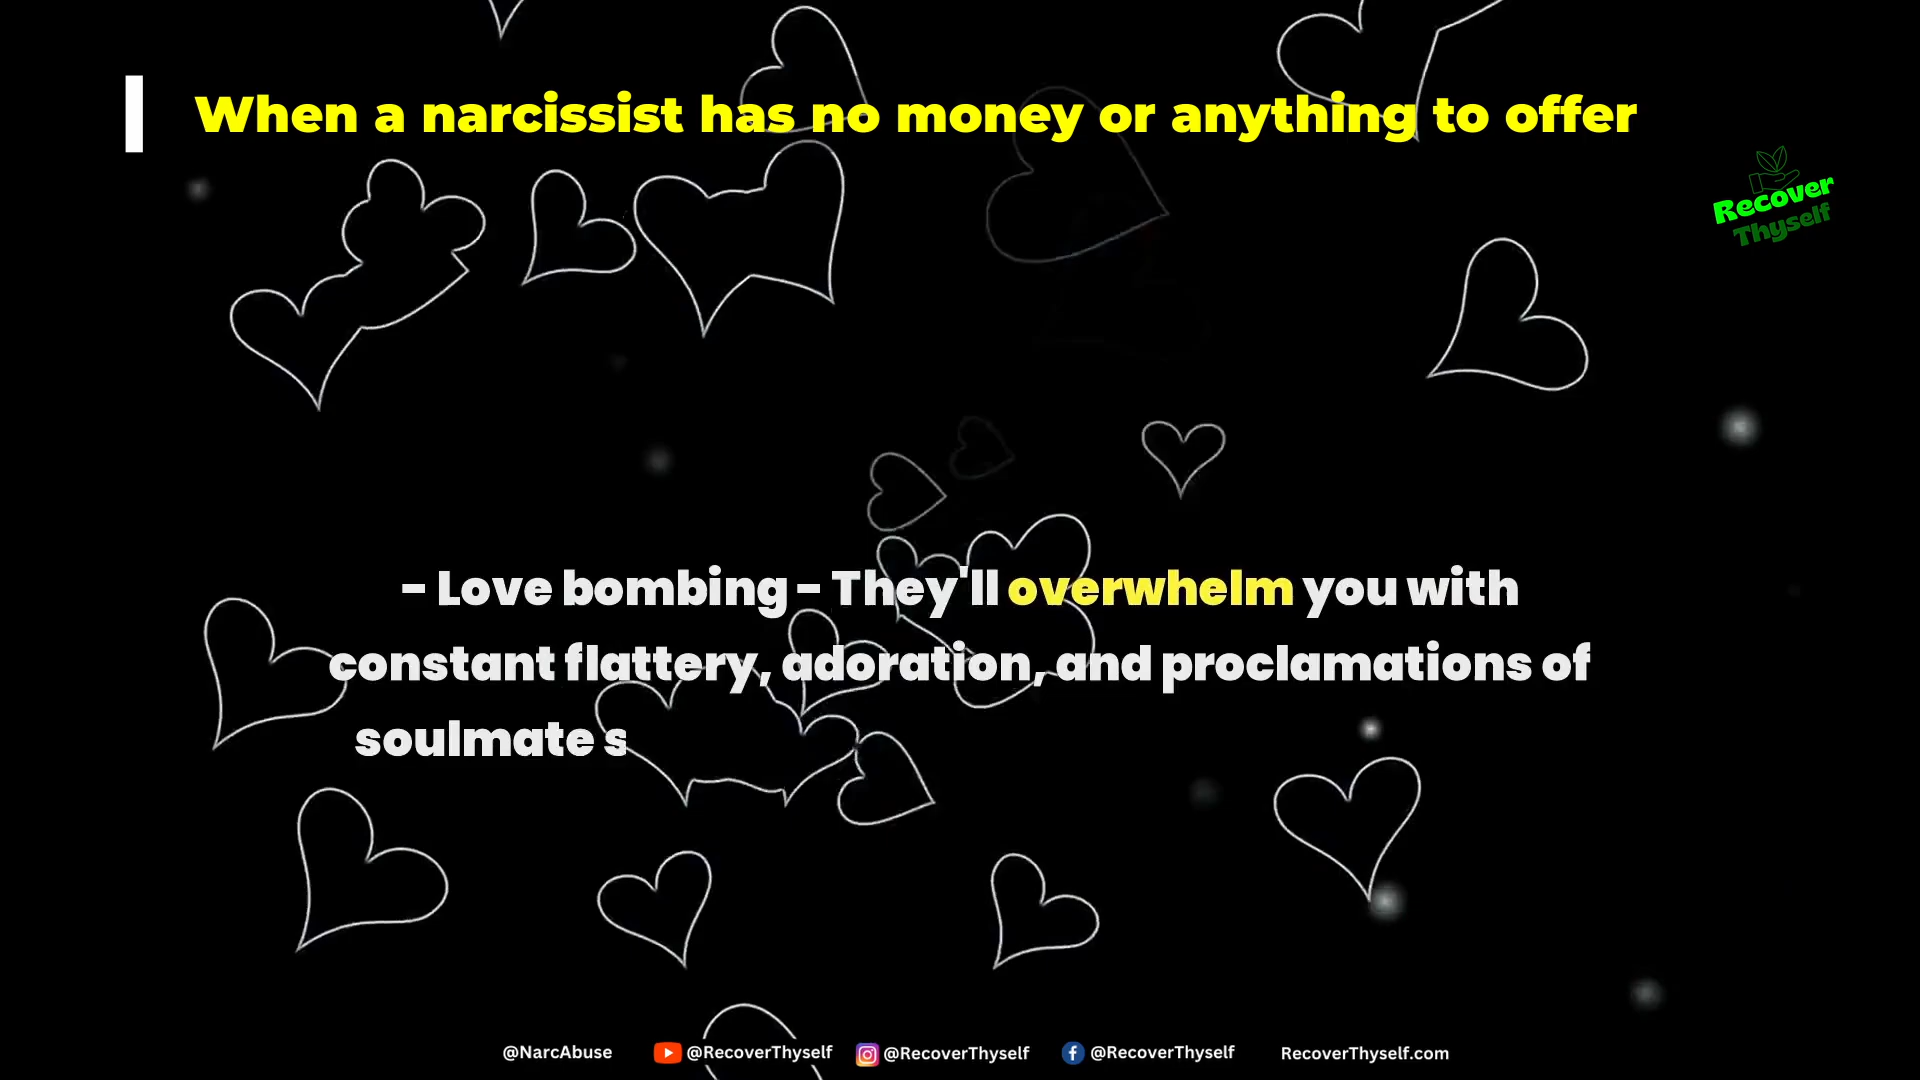 When a narcissist has no money or anything to offer
Recover
Thyself
- Love bombing - They'll overwhelm you with
constant flattery, adoration, and proclamations of
soulmate s
@NarcAbuse @RecoverThyself @RecoverThyself @RecoverThyself RecoverThyself.com